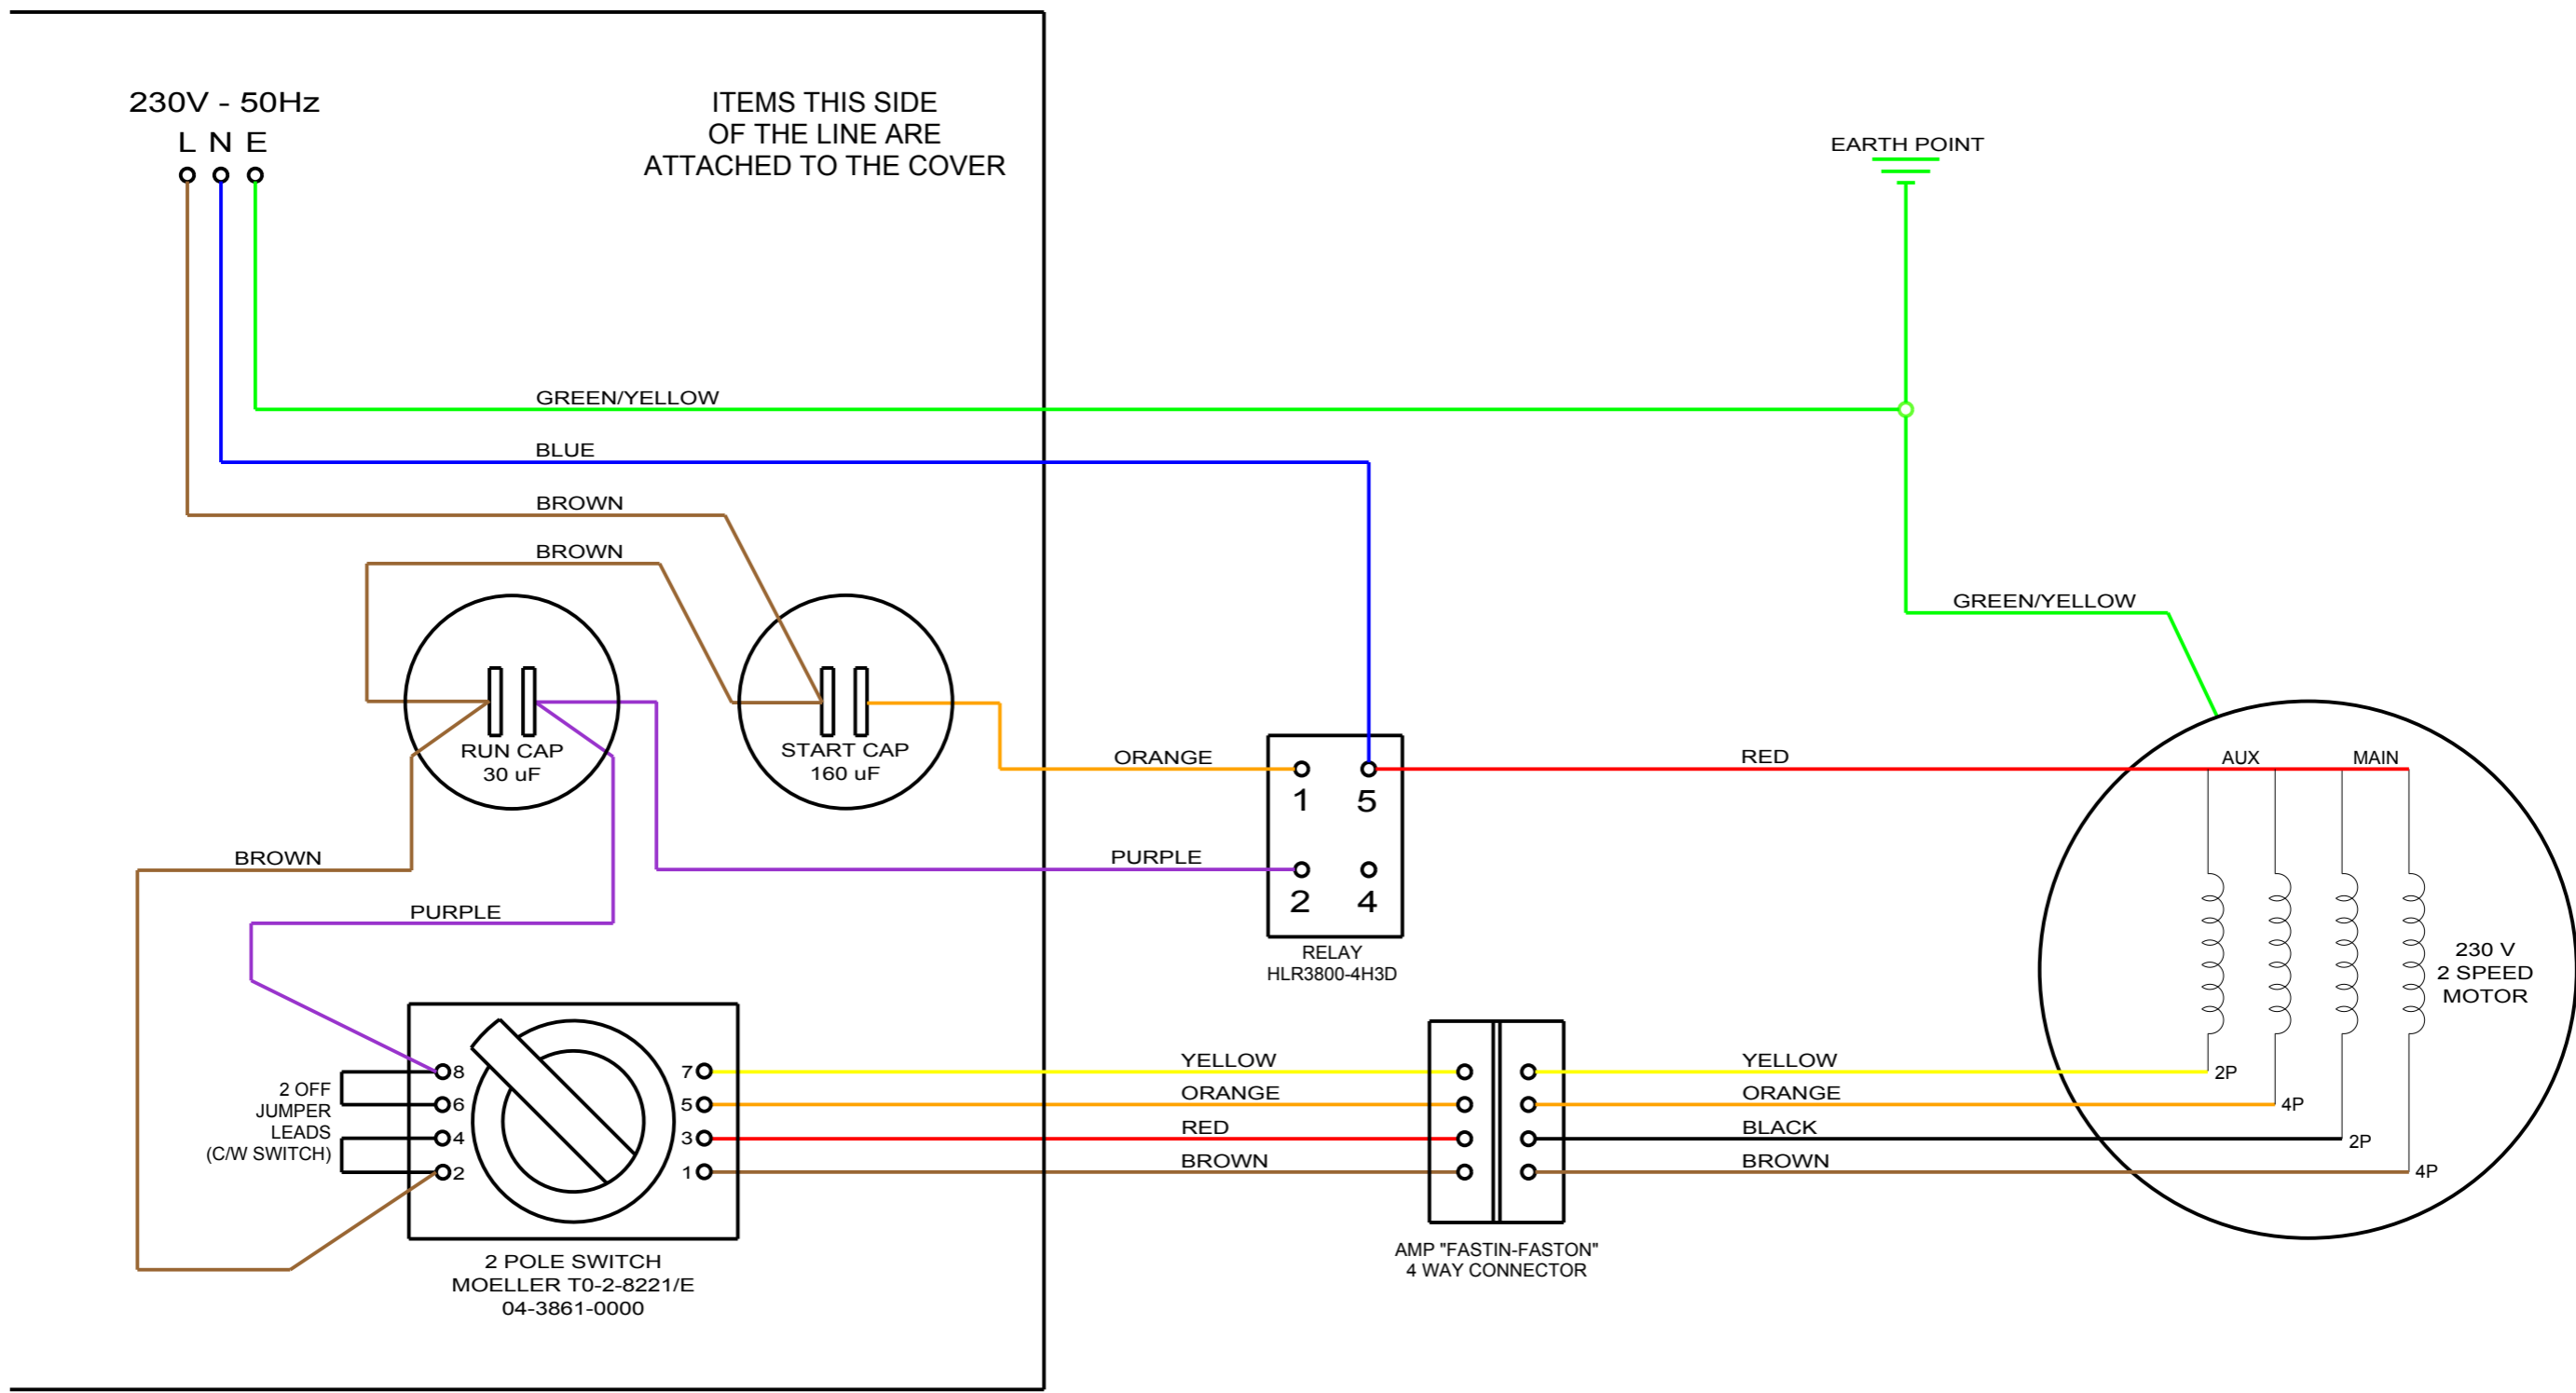 230V - 50Hz
L N E
ITEMS THIS SIDE
OF THE LINE ARE
ATTACHED TO THE COVER
EARTH POINT
GREEN/YELLOW
BLUE
BROWN
BROWN
GREEN/YELLOW
RUN CAP
30 uF
START CAP
160 uF
ORANGE
RED
AUX
MAIN
1
5
BROWN
PURPLE
2
4
PURPLE
RELAY
HLR3800-4H3D
230 V
2 SPEED
MOTOR
2 OFF
JUMPER
LEADS
(C/W SWITCH)
8
6
4
2
7
5
3
1
YELLOW
ORANGE
RED
BROWN
YELLOW
ORANGE
BLACK
BROWN
2P
4P
2P
4P
2 POLE SWITCH
MOELLER T0-2-8221/E
04-3861-0000
AMP "FASTIN-FASTON"
4 WAY CONNECTOR